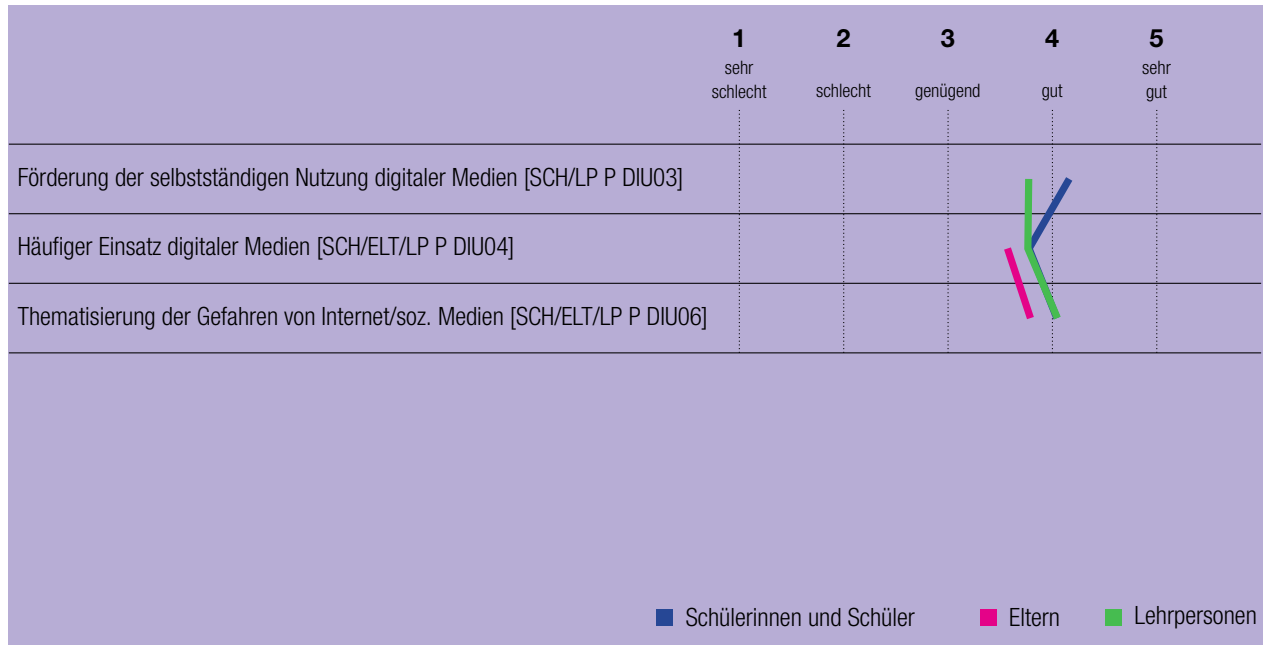 1 2 3 4 5
sehr sehr
schlecht schlecht genügend gut gut
Förderung der selbstständigen Nutzung digitaler Medien [SCH/LP P DIU03]
Häufiger Einsatz digitaler Medien [SCH/ELT/LP P DIU04]
Thematisierung der Gefahren von Internet/soz. Medien [SCH/ELT/LP P DIU06]
Schülerinnen und Schüler Eltern Lehrpersonen